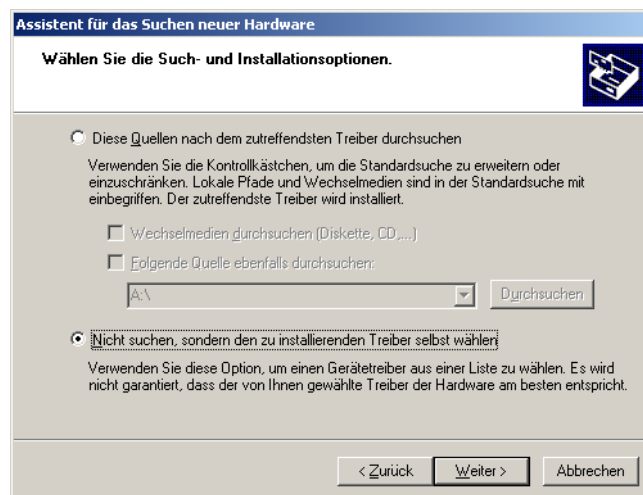 Assistent für das Suchen neuer Hardware
Wählen Sie die Such- und Installationsoptionen.
Diese Quellen nach dem zutreffendsten Treiber durchsuchen
Verwenden Sie die Kontrollkästchen, um die Standardsuche zu erweitern oder
einzuschränken. Lokale Pfade und Wechselmedien sind in der Standardsuche mit
einbegriffen. Der zutreffendste Treiber wird installiert.
Wechselmedien durchsuchen (Diskette, CD,...)
Folgende Quelle ebenfalls durchsuchen:
A:\ Durchsuchen
Nicht suchen, sondern den zu installierenden Treiber selbst wählen
Verwenden Sie diese Option, um einen Gerätetreiber aus einer Liste zu wählen. Es wird
nicht garantiert, dass der von Ihnen gewählte Treiber der Hardware am besten entspricht.
< Zurück Weiter > Abbrechen